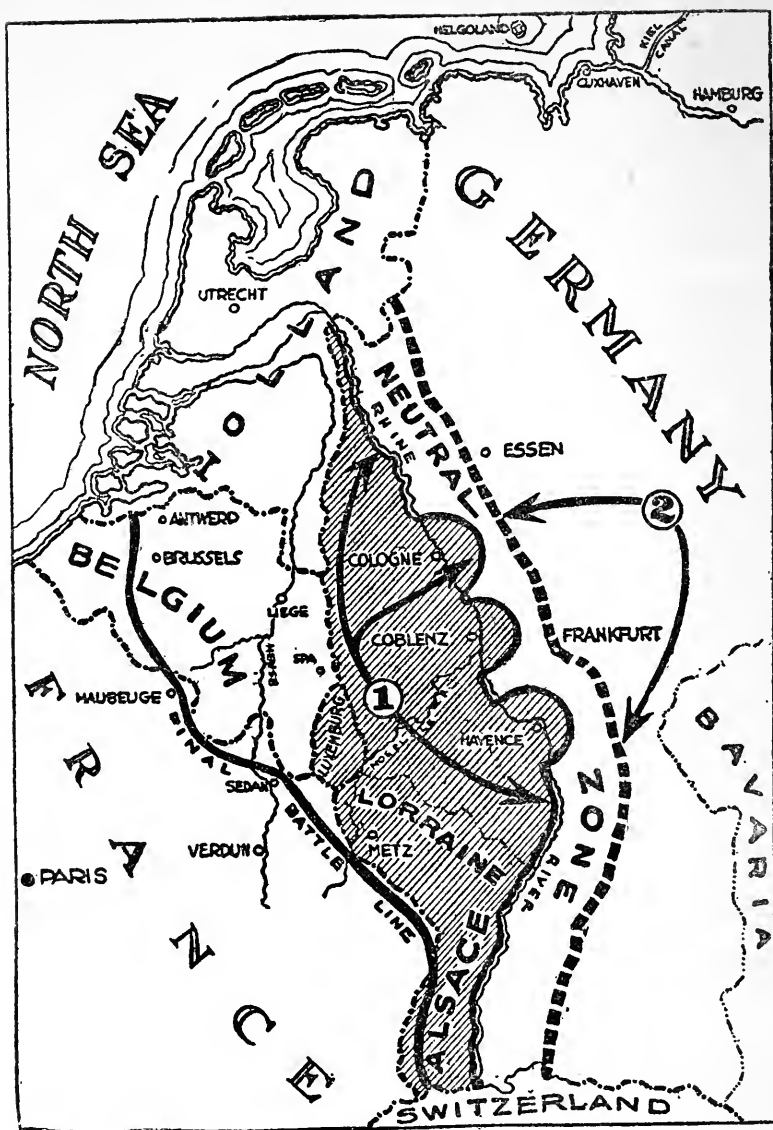 HELGOLAND
KIEL CANAL
CUXHAVEN
HAMBURG
NORTH SEA
GERMANY
HOLLAND
UTRECHT
NEUTRAL ZONE
RHINE RIVER
ESSEN
2
ANTWERP
BRUSSELS
BELGIUM
COLOGNE
LIEGE
COBLENZ
FRANKFURT
SPA
MAUBEUGE
1
LUXEMBURG
MOSEL
MAYENCE
BAVARIA
FRANCE
FINAL BATTLE LINE
SEDAN
LORRAINE
VERDUN
METZ
PARIS
ALSACE
SWITZERLAND